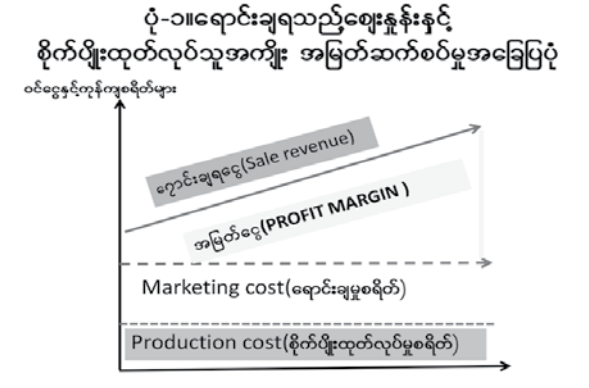 ပုံ-၁။ရောင်းချရသည့်ဈေးနှုန်းနှင့်
စိုက်ပျိုးထုတ်လုပ်သူအကျိုး အမြတ်ဆက်စပ်မှုအခြေပြပုံ
ဝင်ငွေနှင့်ကုန်ကျစရိတ်များ
ရောင်းချရငွေ(Sale revenue)
အမြတ်ငွေ(PROFIT MARGIN )
Marketing cost(ရောင်းချမှုစရိတ်)
Production cost(စိုက်ပျိုးထုတ်လုပ်မှုစရိတ်)